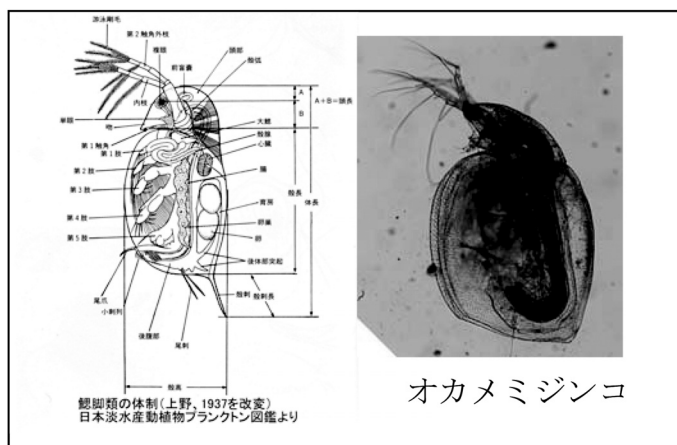 游泳剛毛
第2触角外枝
複眼
前盲嚢
頭部
殻弧
A
A+B=頭長
B
内枝
単眼
吻
大顎
殻腺
心臓
第1触角
第1肢
第2肢
腸
第3肢
殻長
体長
育房
第4肢
卵巣
卵
第5肢
後体部突起
尾爪
殻刺
殻刺長
小刺列
後腹部
尾刺
殻高
鰓脚類の体制(上野、1937を改変)
日本淡水産動植物プランクトン図鑑より
オカメミジンコ